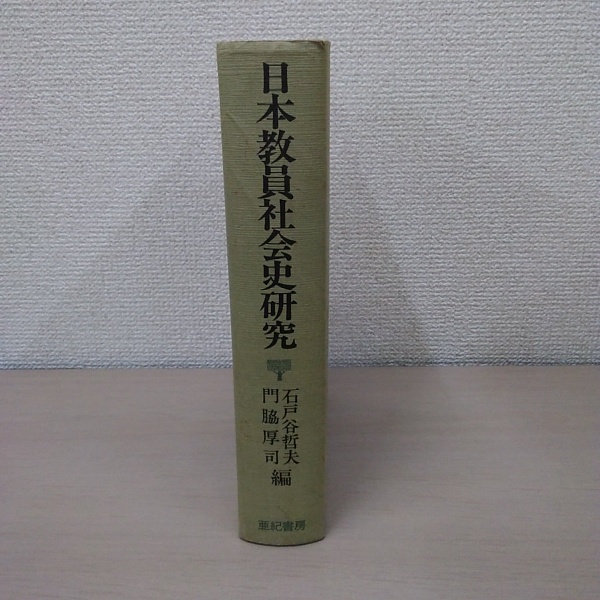 日本教員社会史研究
石戸谷哲夫
門脇厚司
編
亜紀書房